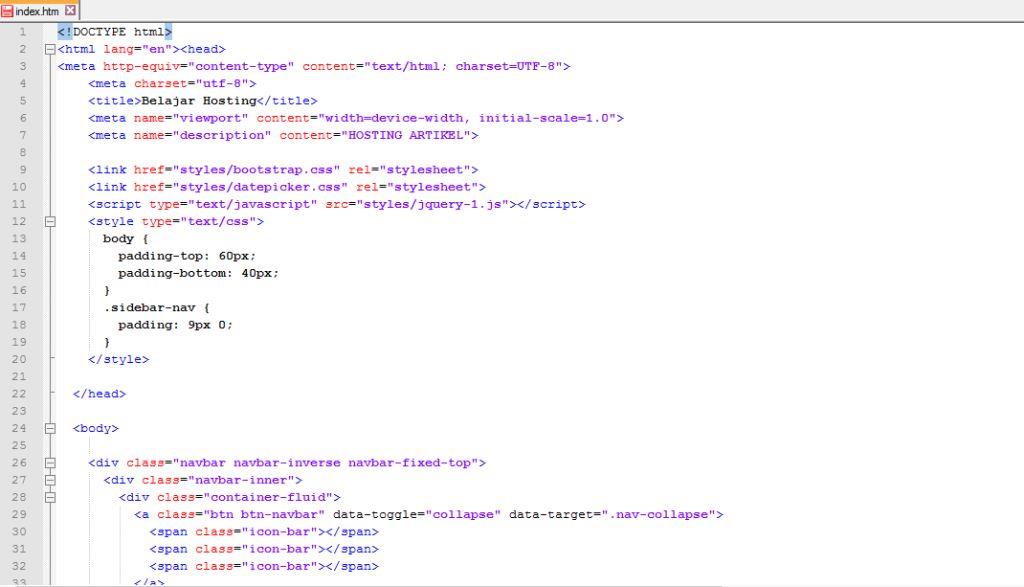 index.htm
1 <!DOCTYPE html>
2 <html lang="en"><head>
3 <meta http-equiv="content-type" content="text/html; charset=UTF-8">
4 <meta charset="utf-8">
5 <title>Belajar Hosting</title>
6 <meta name="viewport" content="width=device-width, initial-scale=1.0">
7 <meta name="description" content="HOSTING ARTIKEL">
8
9 <link href="styles/bootstrap.css" rel="stylesheet">
10 <link href="styles/datepicker.css" rel="stylesheet">
11 <script type="text/javascript" src="styles/jquery-1.js"></script>
12 <style type="text/css">
13 body {
14 padding-top: 60px;
15 padding-bottom: 40px;
16 }
17 .sidebar-nav {
18 padding: 9px 0;
19 }
20 </style>
21
22 </head>
23
24 <body>
25
26 <div class="navbar navbar-inverse navbar-fixed-top">
27 <div class="navbar-inner">
28 <div class="container-fluid">
29 <a class="btn btn-navbar" data-toggle="collapse" data-target=".nav-collapse">
30 <span class="icon-bar"></span>
31 <span class="icon-bar"></span>
32 <span class="icon-bar"></span>
33 </a>